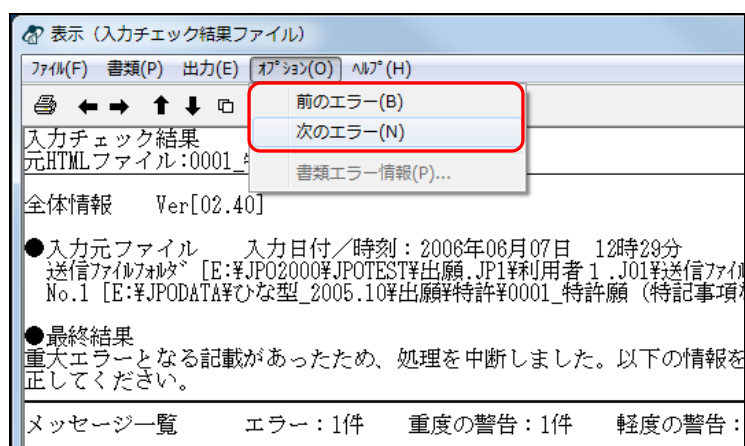 表示（入力チェック結果ファイル）
ﾌｧｲﾙ(F) 書類(P) 出力(E) ｵﾌﾟｼｮﾝ(O) ﾍﾙﾌﾟ(H)
前のエラー(B)
次のエラー(N)
書類エラー情報(P)...
入力チェック結果
元HTMLファイル:0001_
全体情報 Ver[02.40]
●入力元ファイル 入力日付／時刻：2006年06月07日 12時29分
送信ﾌｧｲﾙﾌｫﾙﾀﾞ [E:¥JPO2000¥JPOTEST¥出願.JP1¥利用者１.J01¥送信ﾌｧｲﾙ
No.1 [E:¥JPODATA¥ひな型_2005.10¥出願¥特許¥0001_特許願（特記事項
●最終結果
重大エラーとなる記載があったため、処理を中断しました。以下の情報を
正してください。
メッセージ一覧 エラー：1件 重度の警告：1件 軽度の警告：